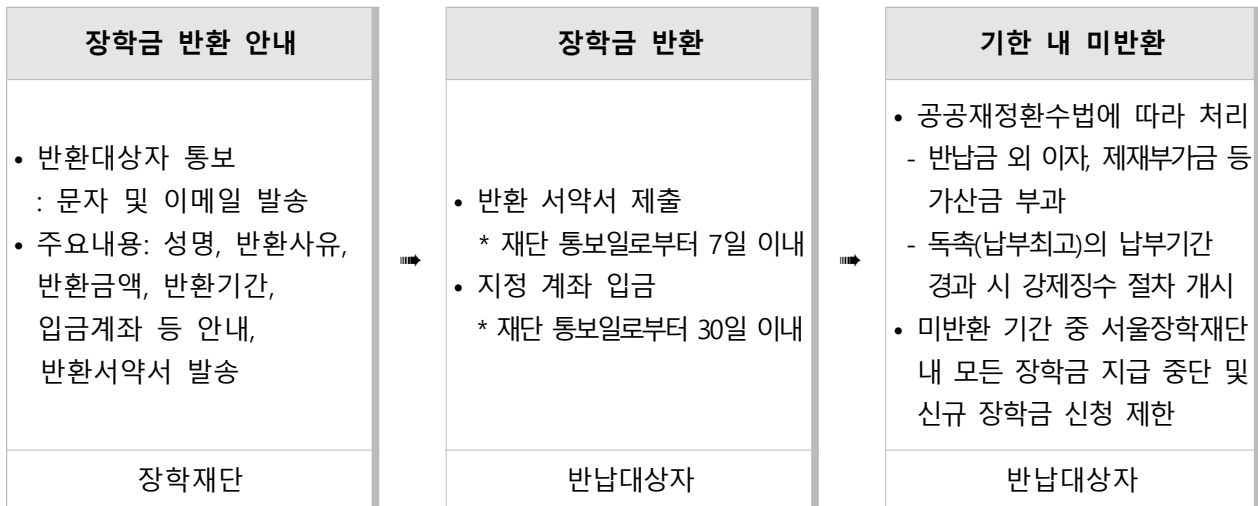 장학금 반환 안내
• 반환대상자 통보
: 문자 및 이메일 발송
• 주요내용: 성명, 반환사유,
반환금액, 반환기간,
입금계좌 등 안내,
반환서약서 발송
장학재단
➠
장학금 반환
• 반환 서약서 제출
* 재단 통보일로부터 7일 이내
• 지정 계좌 입금
* 재단 통보일로부터 30일 이내
반납대상자
➠
기한 내 미반환
• 공공재정환수법에 따라 처리
- 반납금 외 이자, 제재부가금 등
가산금 부과
- 독촉(납부최고)의 납부기간
경과 시 강제징수 절차 개시
• 미반환 기간 중 서울장학재단
내 모든 장학금 지급 중단 및
신규 장학금 신청 제한
반납대상자